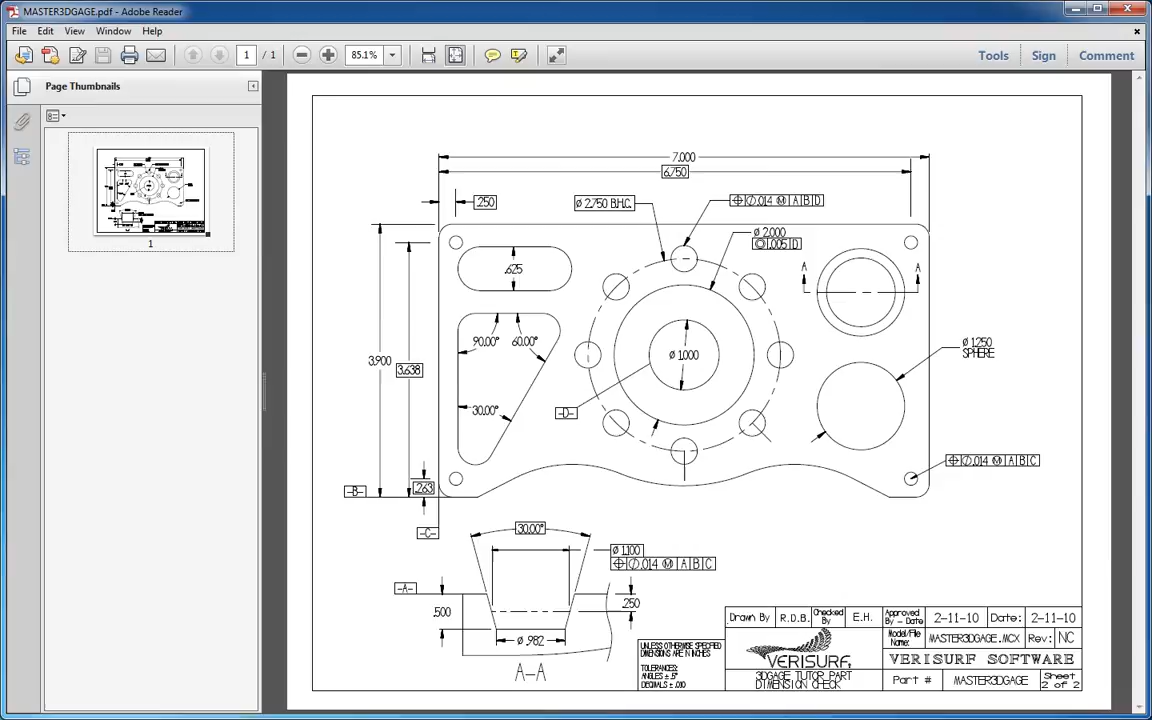 MASTER3DGAGE.pdf - Adobe Reader
File Edit View Window Help
1 / 1 85.1% Tools Sign Comment
Page Thumbnails
1
7.000
6.750
.250
Ø 2.750 B.H.C.
⌖ Ø.014 Ⓜ A B D
Ø 2.000
◎ .005 D
.625
A A
90.00° 60.00°
3.900
3.638
Ø 1.000
Ø 1.250
SPHERE
30.00°
-D-
⌖ Ø.014 Ⓜ A B C
-B-
.263
-C-
30.00°
Ø 1.100
⌖ Ø.014 Ⓜ A B C
-A-
.500
.250
Ø .982
A-A
UNLESS OTHERWISE SPECIFIED
DIMENSIONS ARE IN INCHES
TOLERANCES:
ANGLES ± .5°
DECIMALS ± .010
Drawn By R.D.B. Checked By E.H. Approved By - Date 2-11-10 Date: 2-11-10
Model/File Name: MASTER3DGAGE.MCX Rev: NC
VERISURF.
VERISURF SOFTWARE
3DGAGE TUTOR PART
DIMENSION CHECK
Part # MASTER3DGAGE Sheet 2 of 2